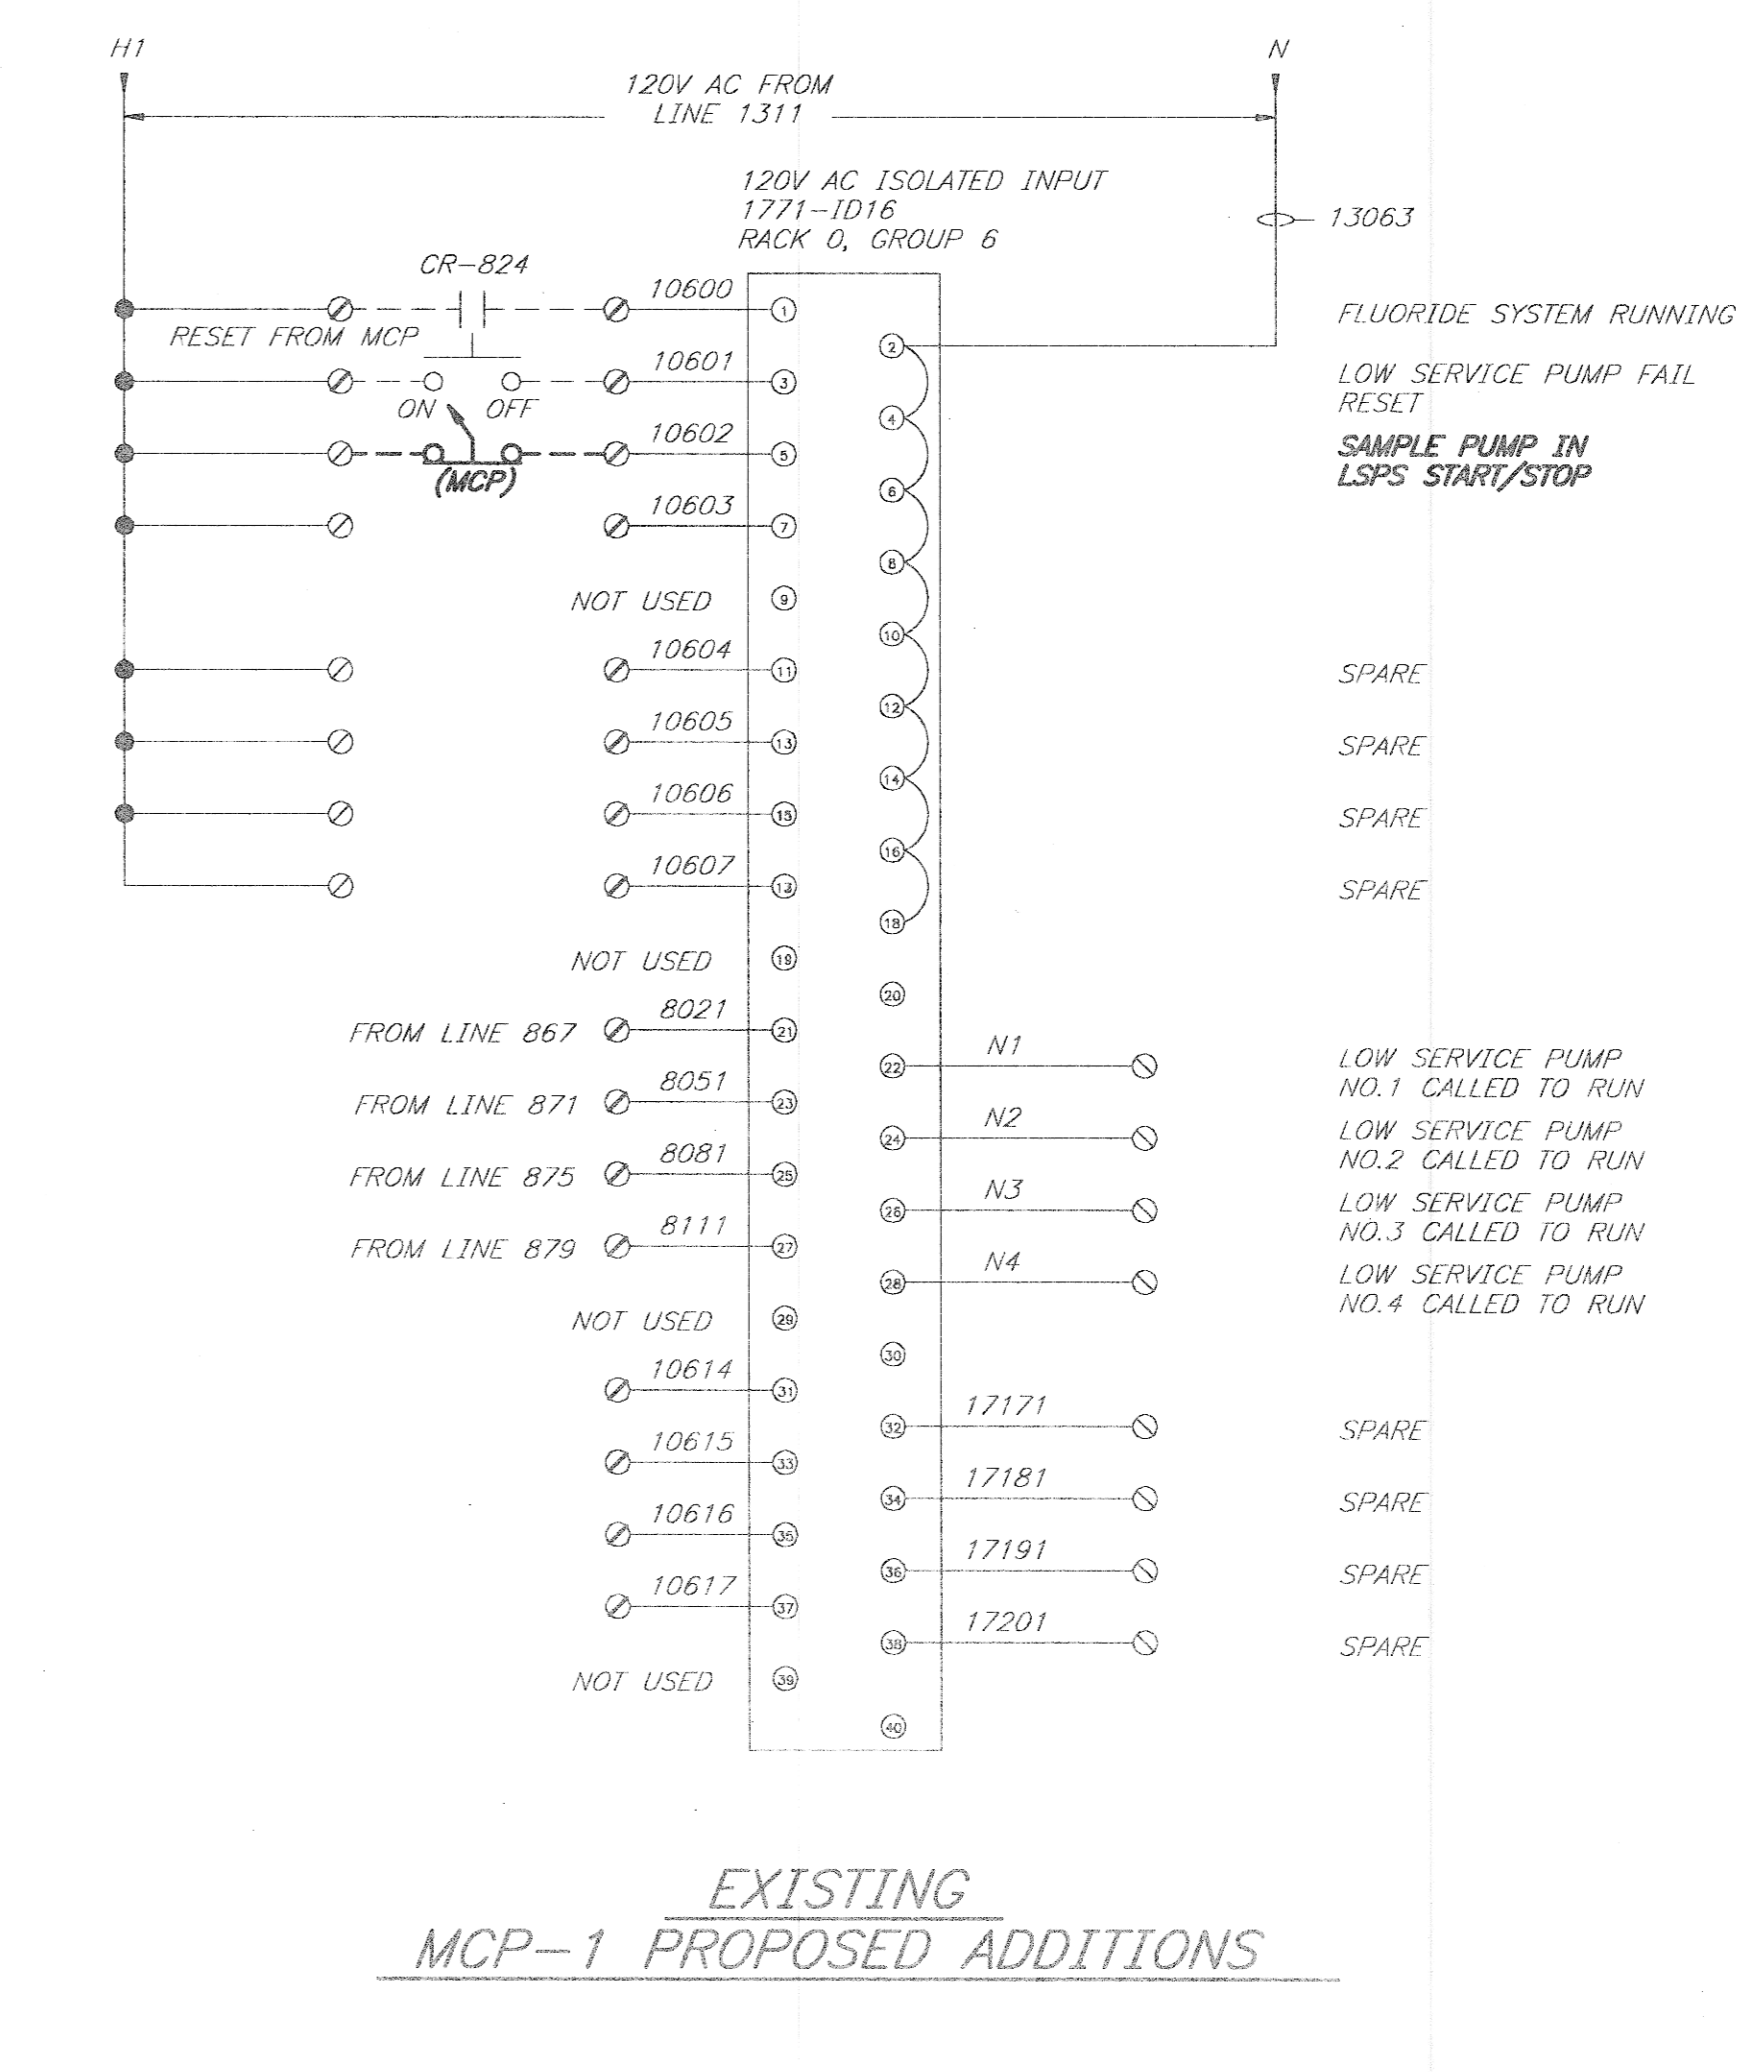 H1
N
120V AC FROM
LINE 1311
120V AC ISOLATED INPUT
1771-ID16
RACK 0, GROUP 6
13063
CR-824
10600
1
FLUORIDE SYSTEM RUNNING
RESET FROM MCP
2
10601
3
LOW SERVICE PUMP FAIL
RESET
ON
OFF
4
10602
5
SAMPLE PUMP IN
LSPS START/STOP
(MCP)
6
10603
7
8
NOT USED
9
10
10604
11
SPARE
12
10605
13
SPARE
14
10606
15
SPARE
16
10607
SPARE
18
NOT USED
19
20
FROM LINE 867
8021
21
22
N1
LOW SERVICE PUMP
NO.1 CALLED TO RUN
FROM LINE 871
8051
23
24
N2
LOW SERVICE PUMP
NO.2 CALLED TO RUN
FROM LINE 875
8081
25
26
N3
LOW SERVICE PUMP
NO.3 CALLED TO RUN
FROM LINE 879
8111
27
28
N4
LOW SERVICE PUMP
NO.4 CALLED TO RUN
NOT USED
29
30
10614
31
32
17171
SPARE
10615
33
34
17181
SPARE
10616
35
36
17191
SPARE
10617
37
38
17201
SPARE
NOT USED
39
40
EXISTING
MCP-1 PROPOSED ADDITIONS